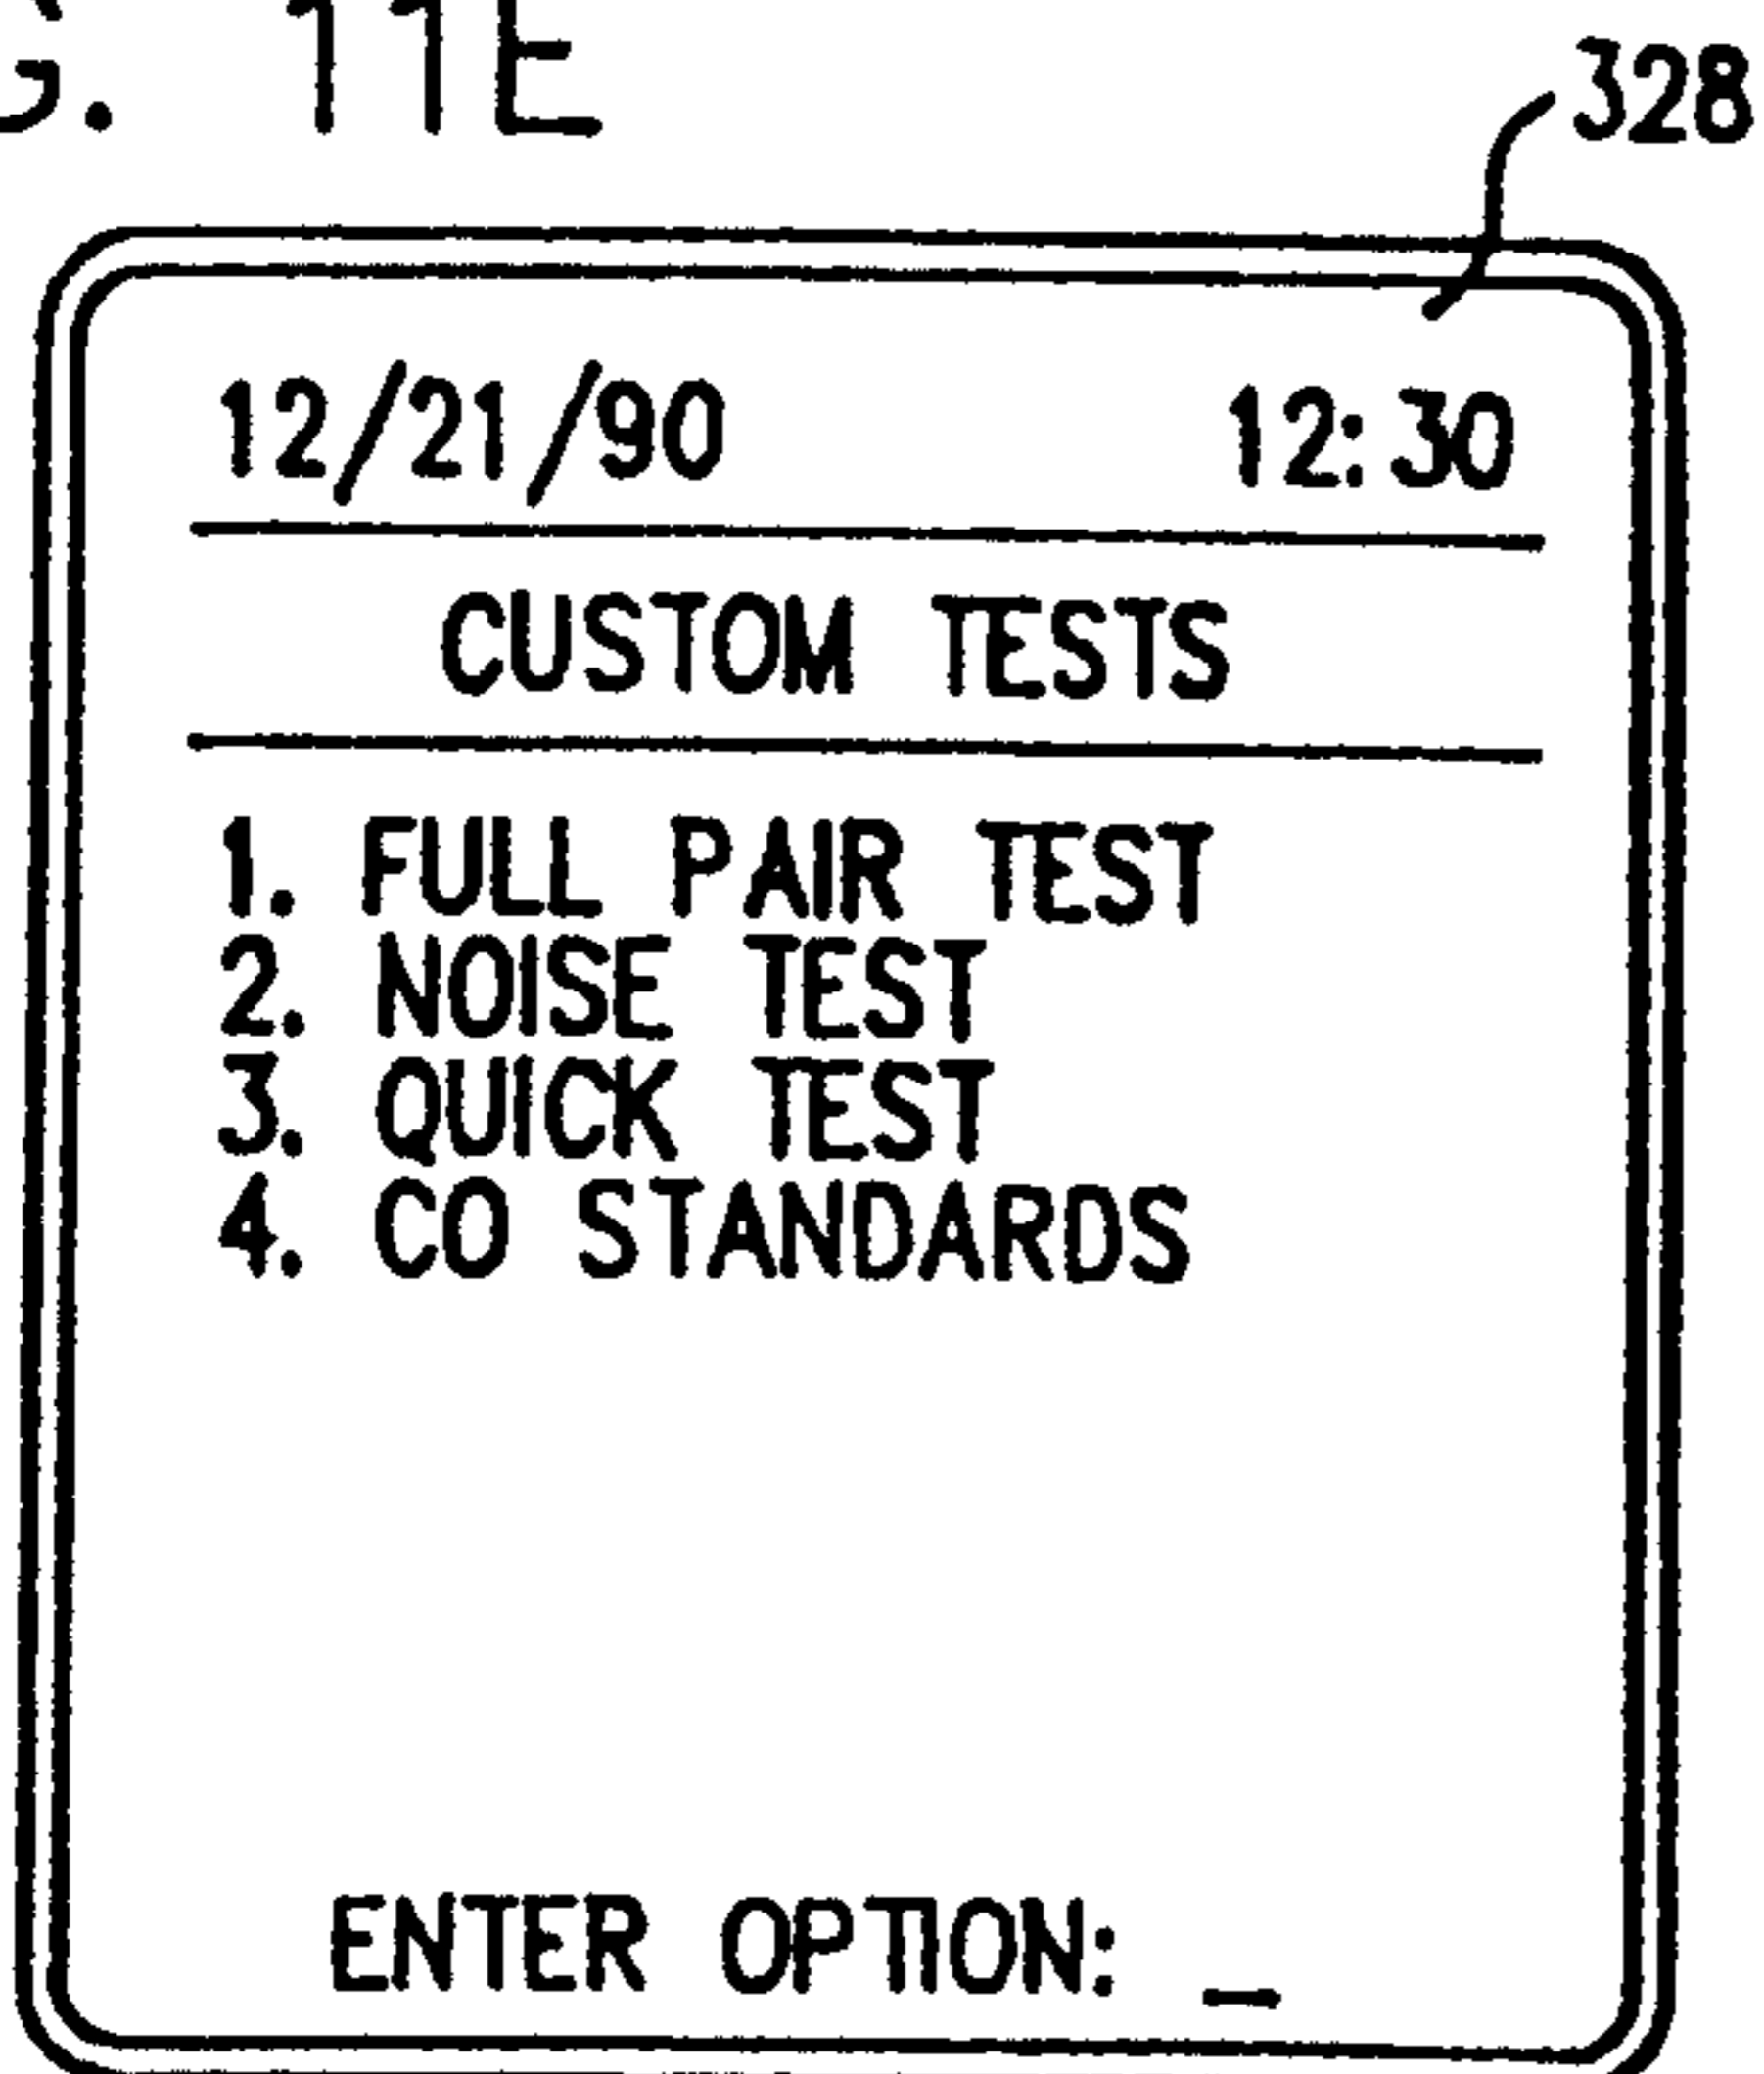 G. 11E
328
12/21/90 12:30
CUSTOM TESTS
1. FULL PAIR TEST
2. NOISE TEST
3. QUICK TEST
4. CO STANDARDS
ENTER OPTION: _